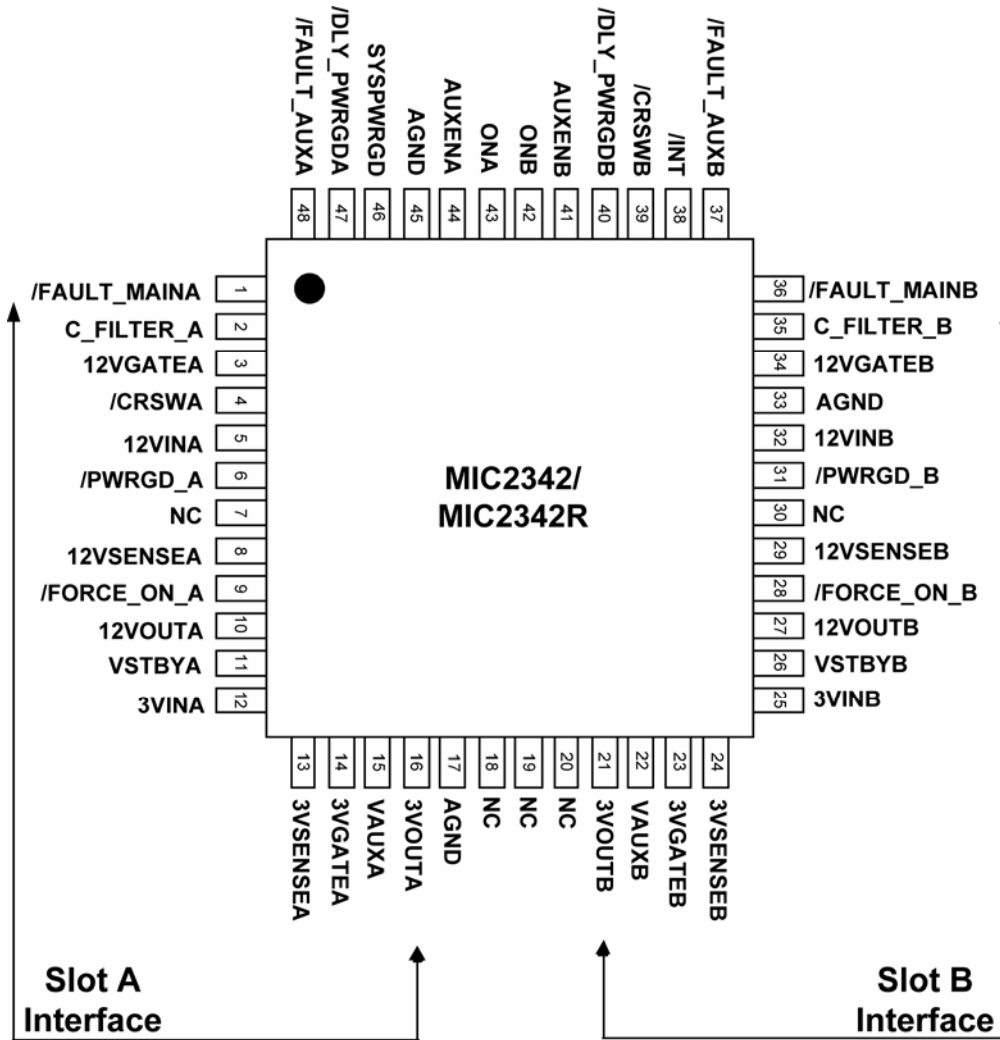 /FAULT_AUXA
/DLY_PWRGDA
SYSPWRGD
AGND
AUXENA
ONA
ONB
AUXENB
/DLY_PWRGDB
/CRSWB
/INT
/FAULT_AUXB
48
47
46
45
44
43
42
41
40
39
38
37
/FAULT_MAINA 1
C_FILTER_A 2
12VGATEA 3
/CRSWA 4
12VINA 5
/PWRGD_A 6
NC 7
12VSENSEA 8
/FORCE_ON_A 9
12VOUTA 10
VSTBYA 11
3VINA 12
MIC2342/
MIC2342R
36 /FAULT_MAINB
35 C_FILTER_B
34 12VGATEB
33 AGND
32 12VINB
31 /PWRGD_B
30 NC
29 12VSENSEB
28 /FORCE_ON_B
27 12VOUTB
26 VSTBYB
25 3VINB
13
14
15
16
17
18
19
20
21
22
23
24
3VSENSEA
3VGATEA
VAUXA
3VOUTA
AGND
NC
NC
NC
3VOUTB
VAUXB
3VGATEB
3VSENSEB
Slot A
Interface
Slot B
Interface